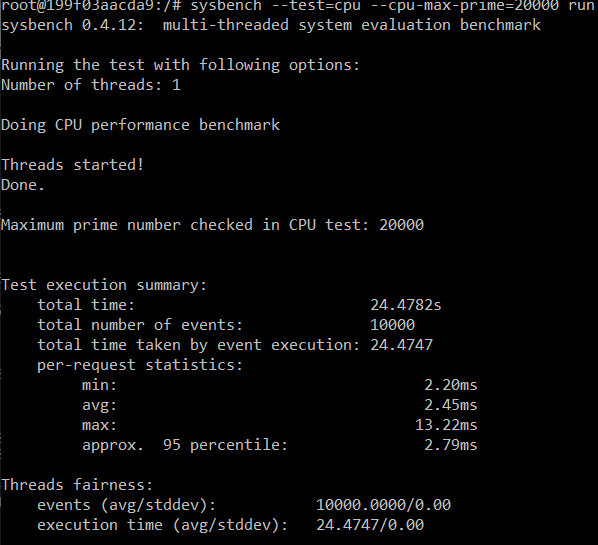 root@199f03aacda9:/# sysbench --test=cpu --cpu-max-prime=20000 run
sysbench 0.4.12:  multi-threaded system evaluation benchmark

Running the test with following options:
Number of threads: 1

Doing CPU performance benchmark

Threads started!
Done.

Maximum prime number checked in CPU test: 20000


Test execution summary:
    total time:                          24.4782s
    total number of events:              10000
    total time taken by event execution: 24.4747
    per-request statistics:
         min:                                  2.20ms
         avg:                                  2.45ms
         max:                                 13.22ms
         approx.  95 percentile:               2.79ms

Threads fairness:
    events (avg/stddev):           10000.0000/0.00
    execution time (avg/stddev):   24.4747/0.00